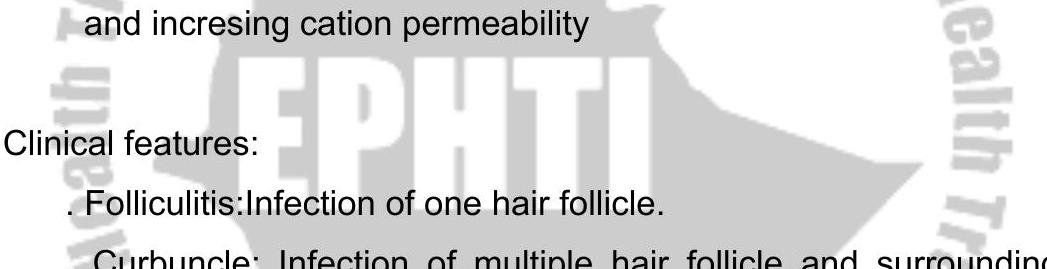 and incresing cation permeability
EPHTI
Clinical features:
. Folliculitis:Infection of one hair follicle.
Curbuncle: Infection of multiple hair follicle and surrounding